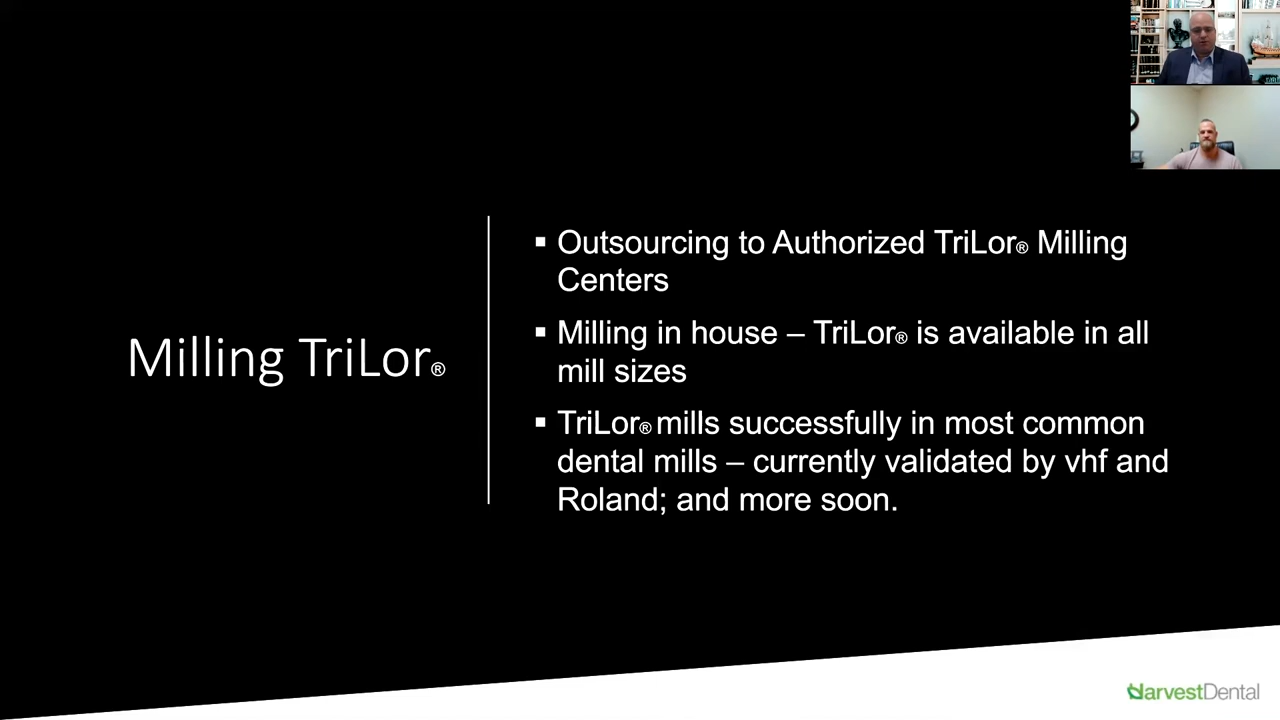 Milling TriLor®
▪ Outsourcing to Authorized TriLor® Milling
Centers
▪ Milling in house – TriLor® is available in all
mill sizes
▪ TriLor® mills successfully in most common
dental mills – currently validated by vhf and
Roland; and more soon.
HarvestDental